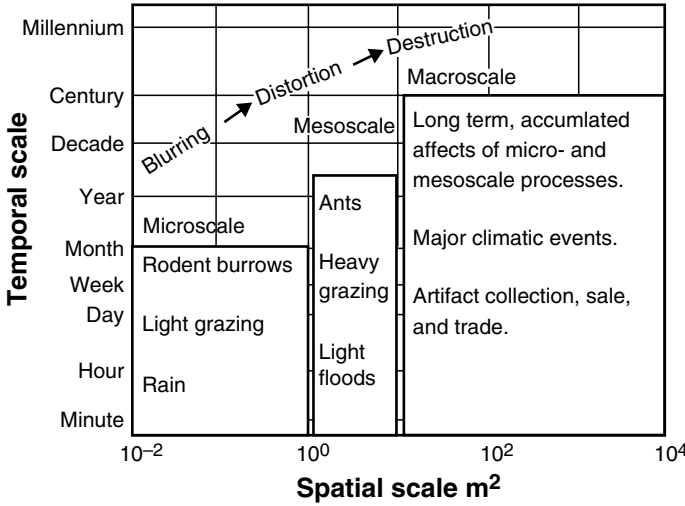 Millennium
Century
Decade
Year
Month
Week
Day
Hour
Minute
Temporal scale
Blurring
Distortion
Destruction
Microscale
Rodent burrows
Light grazing
Rain
Mesoscale
Ants
Heavy
grazing
Light
floods
Macroscale
Long term, accumlated
affects of micro- and
mesoscale processes.
Major climatic events.
Artifact collection, sale,
and trade.
10⁻² 10⁰ 10¹ 10² 10⁴
Spatial scale m²